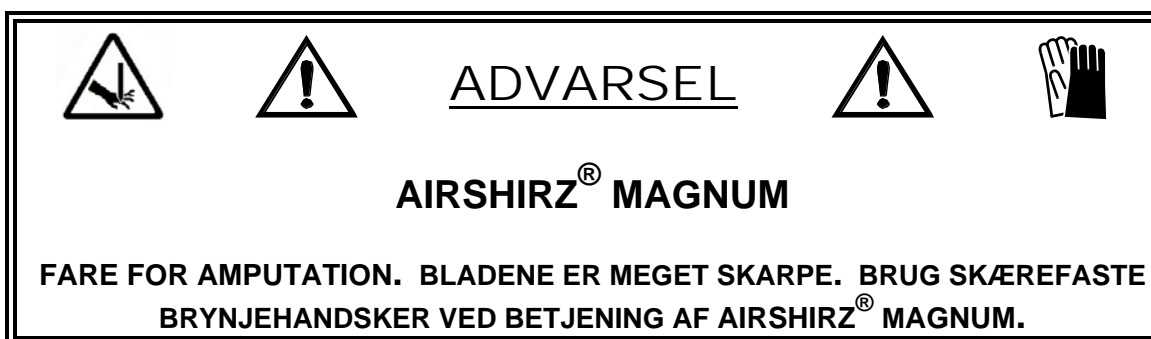 ADVARSEL
AIRSHIRZ® MAGNUM
FARE FOR AMPUTATION. BLADENE ER MEGET SKARPE. BRUG SKÆREFASTE
BRYNJEHANDSKER VED BETJENING AF AIRSHIRZ® MAGNUM.